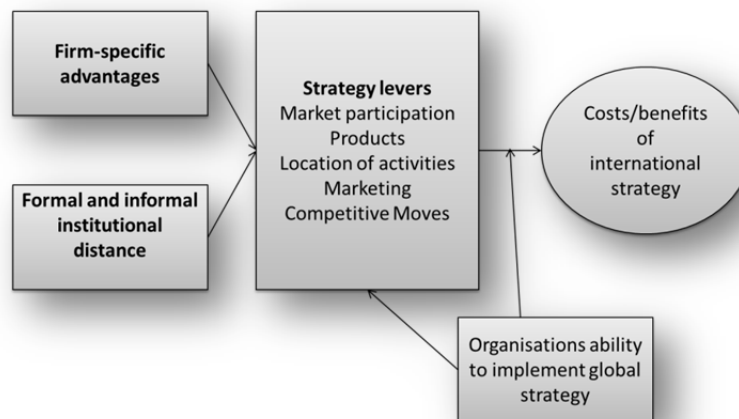 Firm-specific
advantages
Formal and informal
institutional
distance
Strategy levers
Market participation
Products
Location of activities
Marketing
Competitive Moves
Costs/benefits
of
international
strategy
Organisations ability
to implement global
strategy